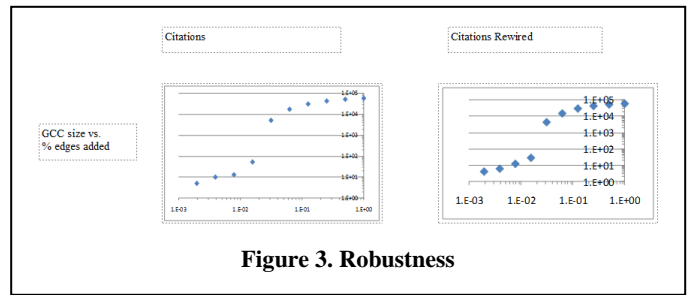 Citations
Citations Rewired
GCC size vs.
% edges added
1.E+05
1.E+04
1.E+03
1.E+02
1.E+01
1.E+00
1.E-03 1.E-02 1.E-01 1.E+00
1.E+05
1.E+04
1.E+03
1.E+02
1.E+01
1.E+00
1.E-03 1.E-02 1.E-01 1.E+00
Figure 3. Robustness